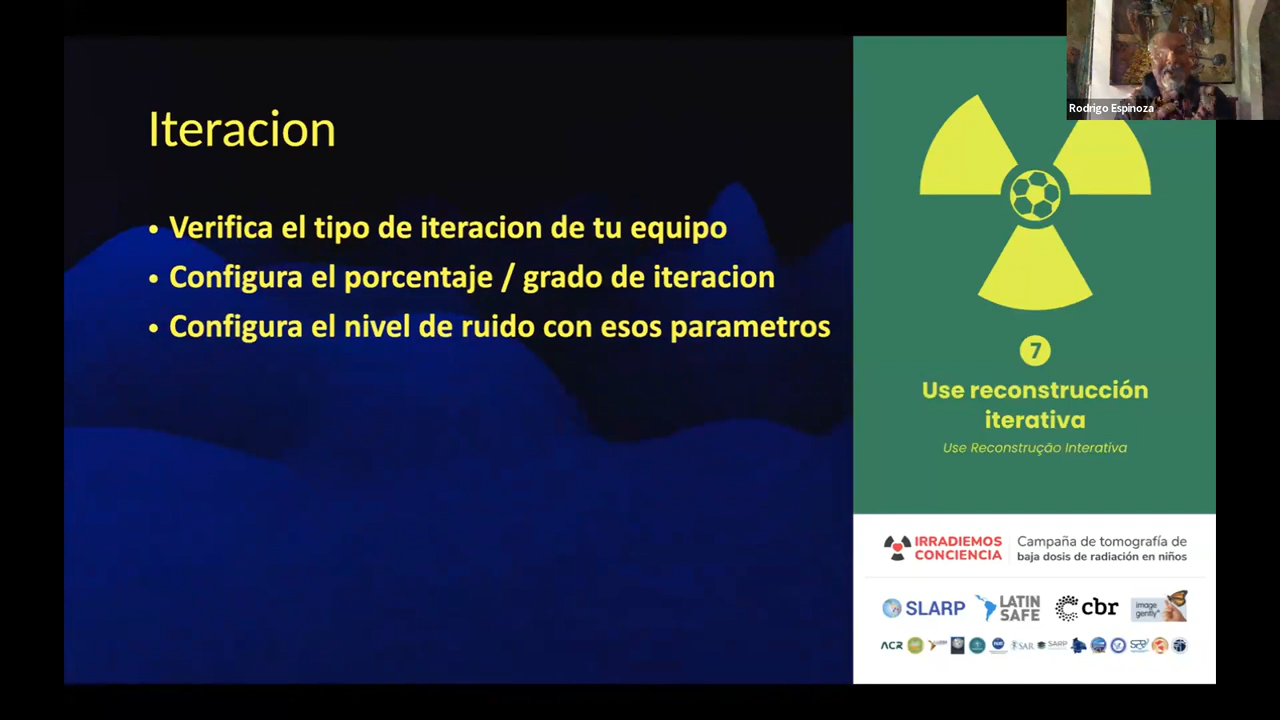 Rodrigo Espinoza
Iteracion
• Verifica el tipo de iteracion de tu equipo
• Configura el porcentaje / grado de iteracion
• Configura el nivel de ruido con esos parametros
7
Use reconstrucción
iterativa
Use Reconstrução Interativa
IRRADIEMOS
CONCIENCIA
Campaña de tomografía de
baja dosis de radiación en niños
SLARP
LATIN
SAFE
cbr
image
gently
ACR
SAR
SARP